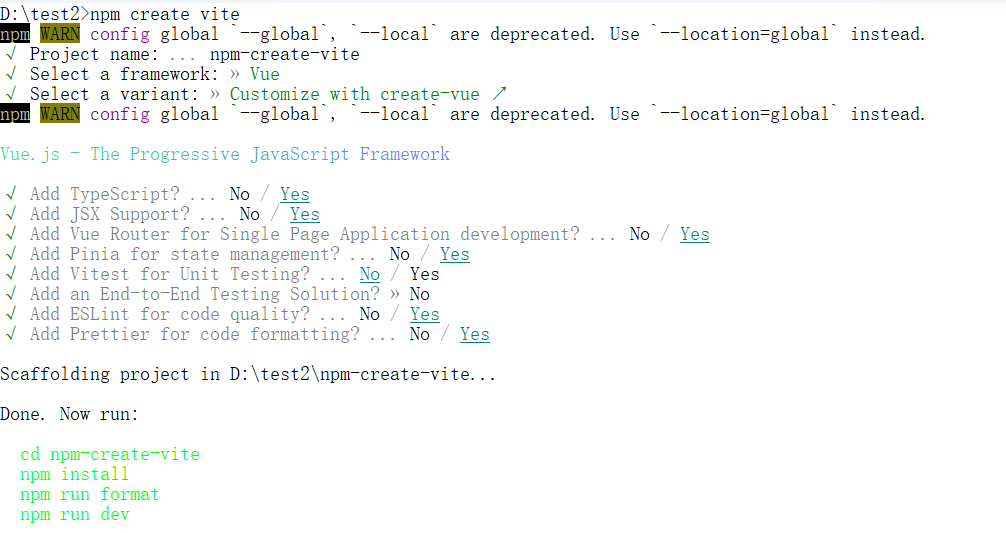 D:\test2>npm create vite
npm WARN config global `--global`, `--local` are deprecated. Use `--location=global` instead.
√ Project name: ... npm-create-vite
√ Select a framework: » Vue
√ Select a variant: » Customize with create-vue ↗
npm WARN config global `--global`, `--local` are deprecated. Use `--location=global` instead.
Vue.js - The Progressive JavaScript Framework
√ Add TypeScript? ... No / Yes
√ Add JSX Support? ... No / Yes
√ Add Vue Router for Single Page Application development? ... No / Yes
√ Add Pinia for state management? ... No / Yes
√ Add Vitest for Unit Testing? ... No / Yes
√ Add an End-to-End Testing Solution? » No
√ Add ESLint for code quality? ... No / Yes
√ Add Prettier for code formatting? ... No / Yes
Scaffolding project in D:\test2\npm-create-vite...
Done. Now run:
cd npm-create-vite
npm install
npm run format
npm run dev